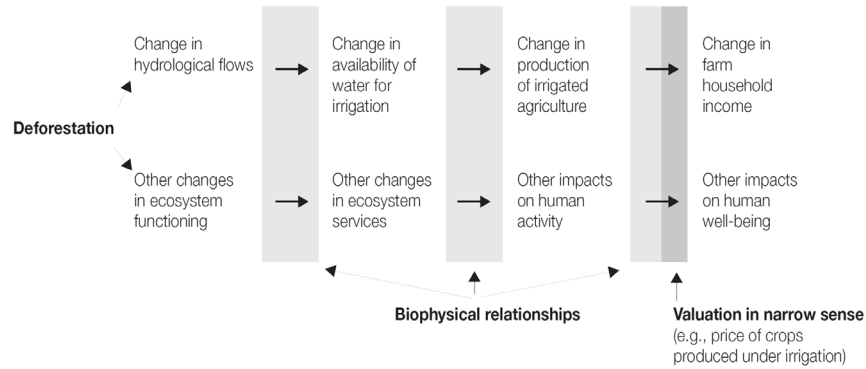 Deforestation
Change in
hydrological flows
Change in
availability of
water for
irrigation
Change in
production
of irrigated
agriculture
Change in
farm
household
income
Other changes
in ecosystem
functioning
Other changes
in ecosystem
services
Other impacts
on human
activity
Other impacts
on human
well-being
Biophysical relationships
Valuation in narrow sense
(e.g., price of crops
produced under irrigation)